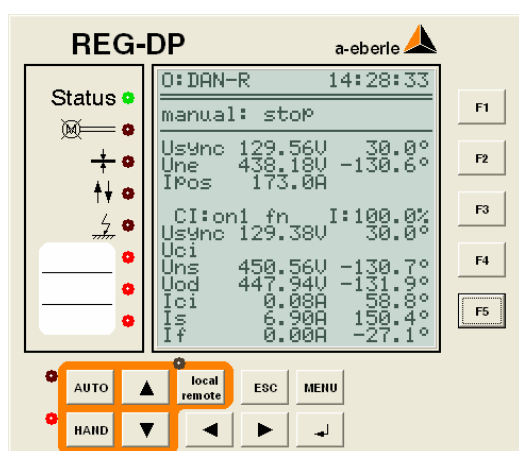 REG-DP
a-eberle
Status
M
0:DAN-R 14:28:33
manual: stop
Usync 129.56V 30.0°
Une 438.18V -130.6°
Ipos 173.0A
CI:on1 fn I:100.0%
Usync 129.38V 30.0°
Uci
Uns 450.56V -130.7°
Uod 447.94V -131.9°
Ici 0.08A 58.8°
Is 6.90A 150.4°
If 0.00A -27.1°
F1
F2
F3
F4
F5
AUTO
local
remote
ESC
MENU
HAND